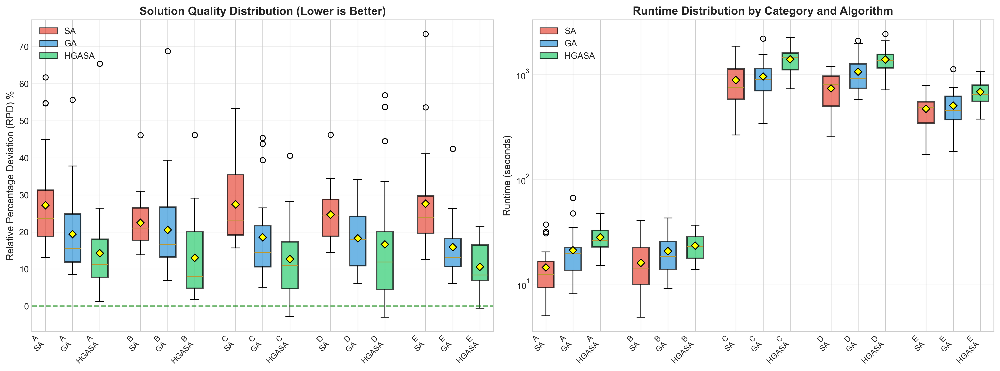 Solution Quality Distribution (Lower is Better)
Relative Percentage Deviation (RPD) %
70
60
50
40
30
20
10
0
SA
GA
HGASA
A
SA
A
GA
A
HGASA
B
SA
B
GA
B
HGASA
C
SA
C
GA
C
HGASA
D
SA
D
GA
D
HGASA
E
SA
E
GA
E
HGASA
Runtime Distribution by Category and Algorithm
Runtime (seconds)
10³
10²
10¹
SA
GA
HGASA
A
SA
A
GA
A
HGASA
B
SA
B
GA
B
HGASA
C
SA
C
GA
C
HGASA
D
SA
D
GA
D
HGASA
E
SA
E
GA
E
HGASA